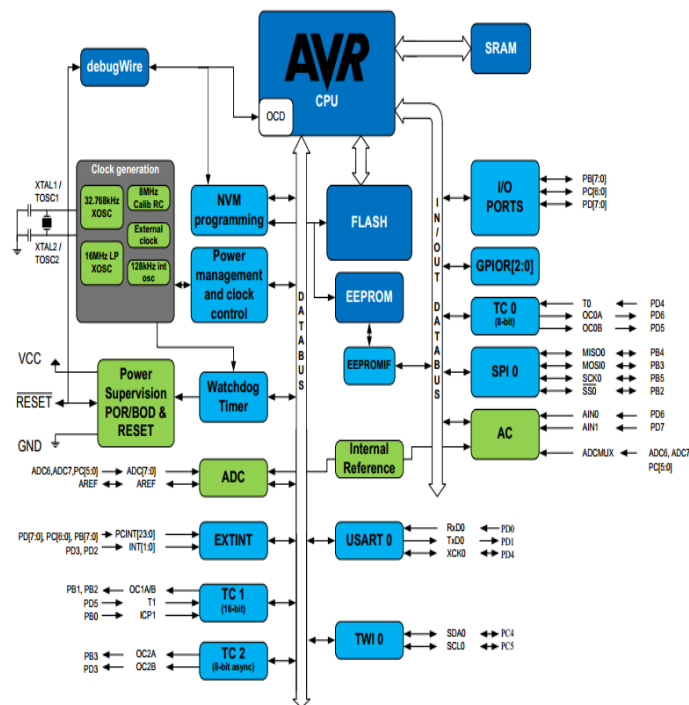 AVR
CPU
OCD
SRAM
debugWire
Clock generation
XTAL1 /
TOSC1
32.768kHz
XOSC
8MHz
Calib RC
External
clock
XTAL2 /
TOSC2
16MHz LP
XOSC
128kHz int
osc
NVM
programming
FLASH
Power
management
and clock
control
EEPROM
EEPROMIF
VCC
RESET
GND
Power
Supervision
POR/BOD &
RESET
Watchdog
Timer
DATABUS
IN/OUT DATABUS
I/O
PORTS
PB[7:0]
PC[6:0]
PD[7:0]
GPIOR[2:0]
TC 0
(8-bit)
T0 PD4
OC0A PD6
OC0B PD5
SPI 0
MISO0 PB4
MOSI0 PB3
SCK0 PB5
SS0 PB2
AC
AIN0 PD6
AIN1 PD7
ADCMUX ADC6, ADC7
PC[5:0]
Internal
Reference
ADC6,ADC7,PC[5:0] ADC[7:0]
AREF AREF
ADC
PD[7:0], PC[6:0], PB[7:0] PCINT[23:0]
PD3, PD2 INT[1:0]
EXTINT
USART 0
RxD0 PD0
TxD0 PD1
XCK0 PD4
PB1, PB2 OC1A/B
PD5 T1
PB0 ICP1
TC 1
(16-bit)
TWI 0
SDA0 PC4
SCL0 PC5
PB3 OC2A
PD3 OC2B
TC 2
(8-bit async)